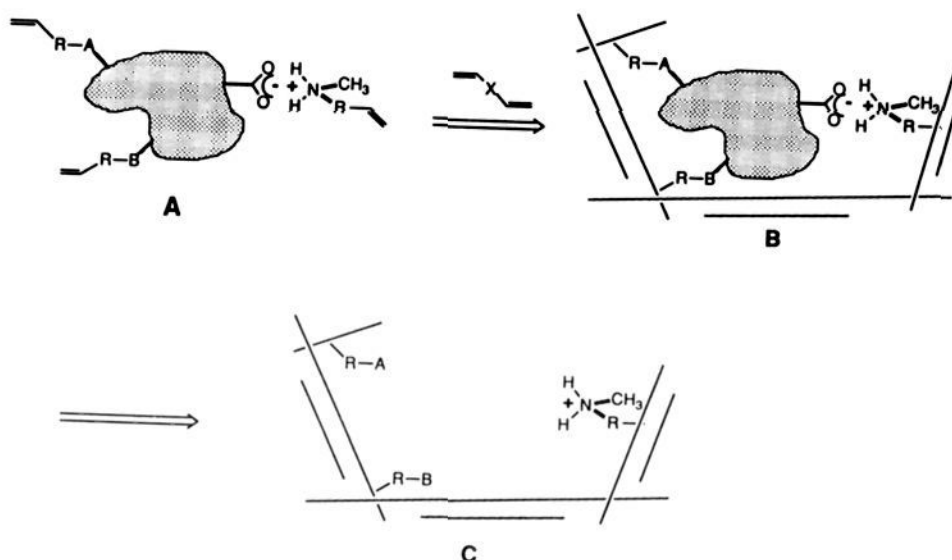 R—A
O
O
- +
H
H
N
CH3
R
R—B
A
X
R—A
O
O
- +
H
H
N
CH3
R—
R—B
B
R—A
H
H
+
N—CH3
R—
R—B
C